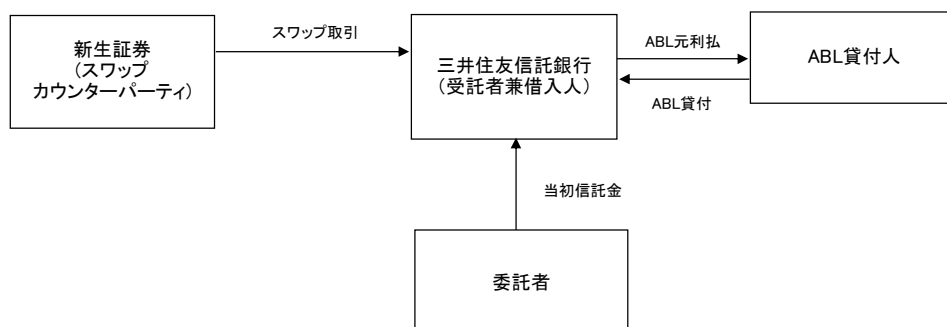 新生証券
(スワップ
カウンターパーティ)
スワップ取引
三井住友信託銀行
(受託者兼借入人)
ABL元利払
ABL貸付
ABL貸付人
当初信託金
委託者